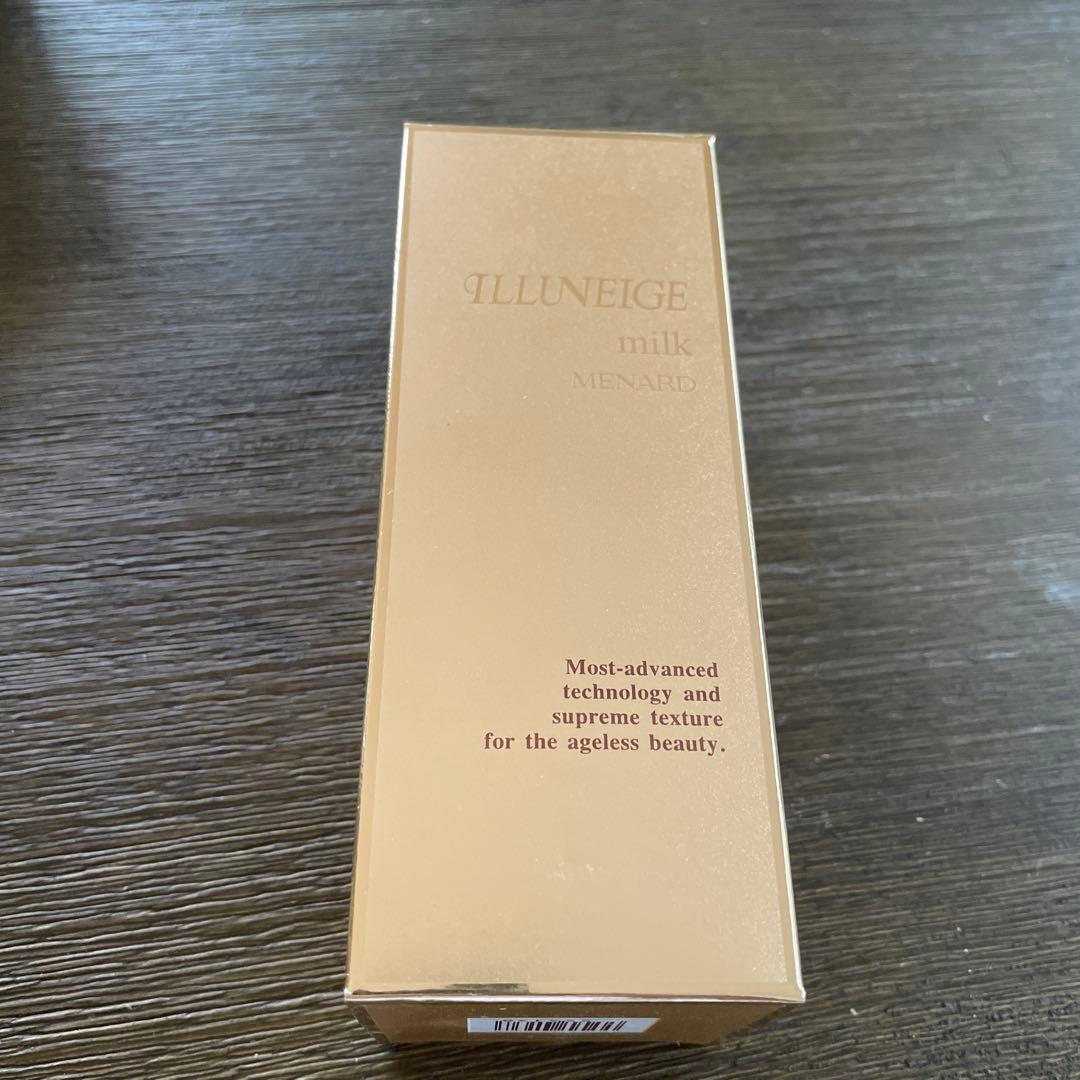 ILLUNEIGE
milk
MENARD
Most-advanced
technology and
supreme texture
for the ageless beauty.